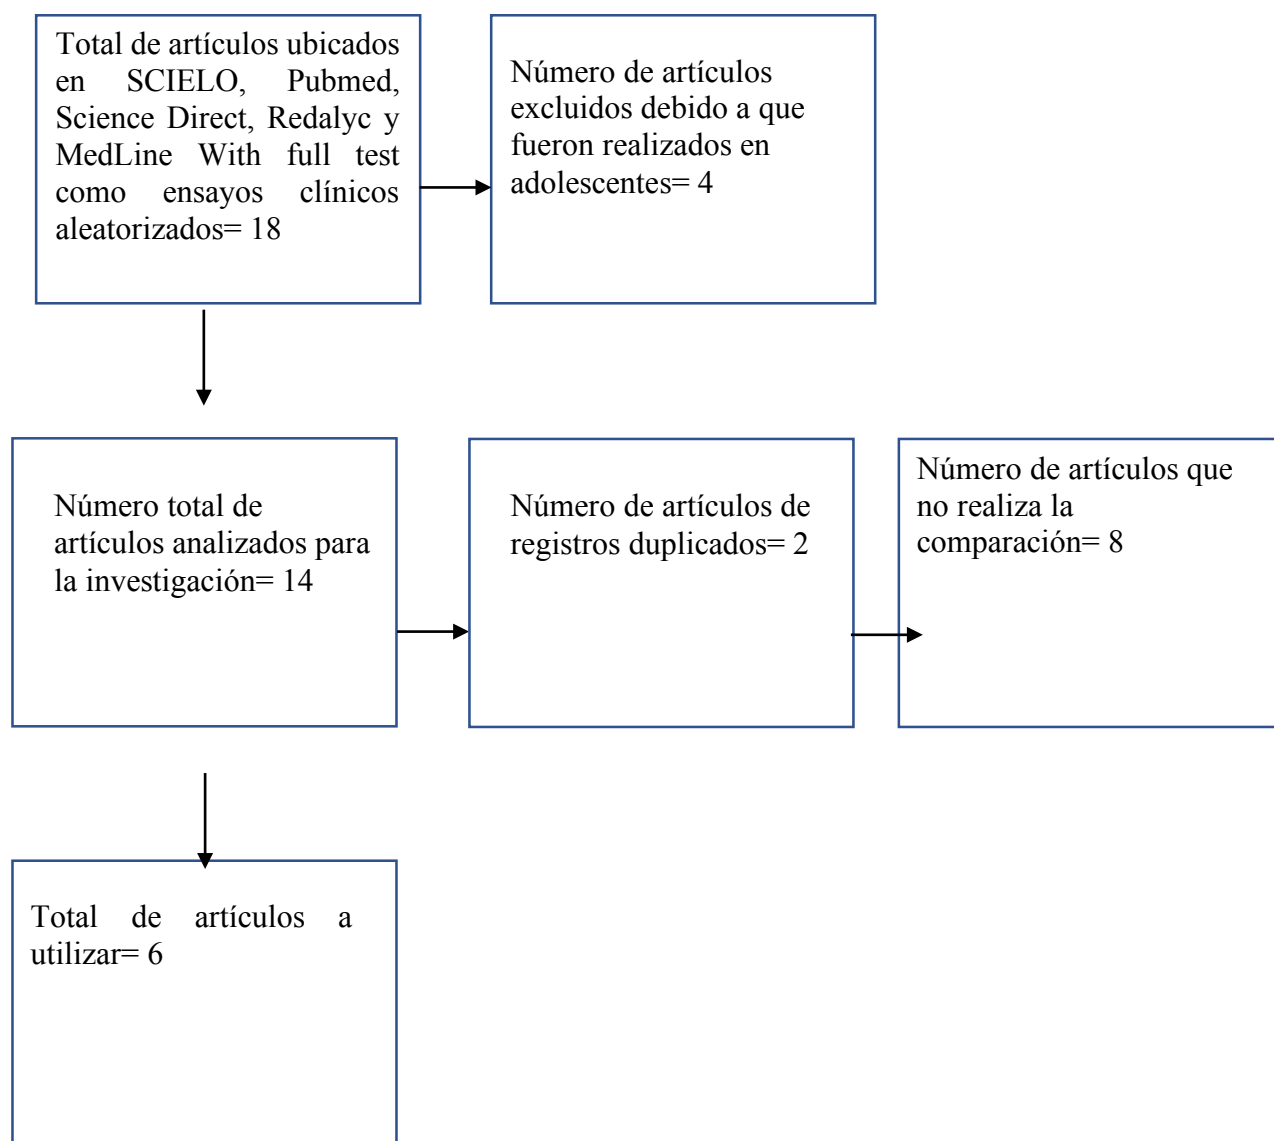 Total de artículos ubicados
en SCIELO, Pubmed,
Science Direct, Redalyc y
MedLine With full test
como ensayos clínicos
aleatorizados= 18
Número de artículos
excluidos debido a que
fueron realizados en
adolescentes= 4
Número total de
artículos analizados para
la investigación= 14
Número de artículos de
registros duplicados= 2
Número de artículos que
no realiza la
comparación= 8
Total de artículos a
utilizar= 6